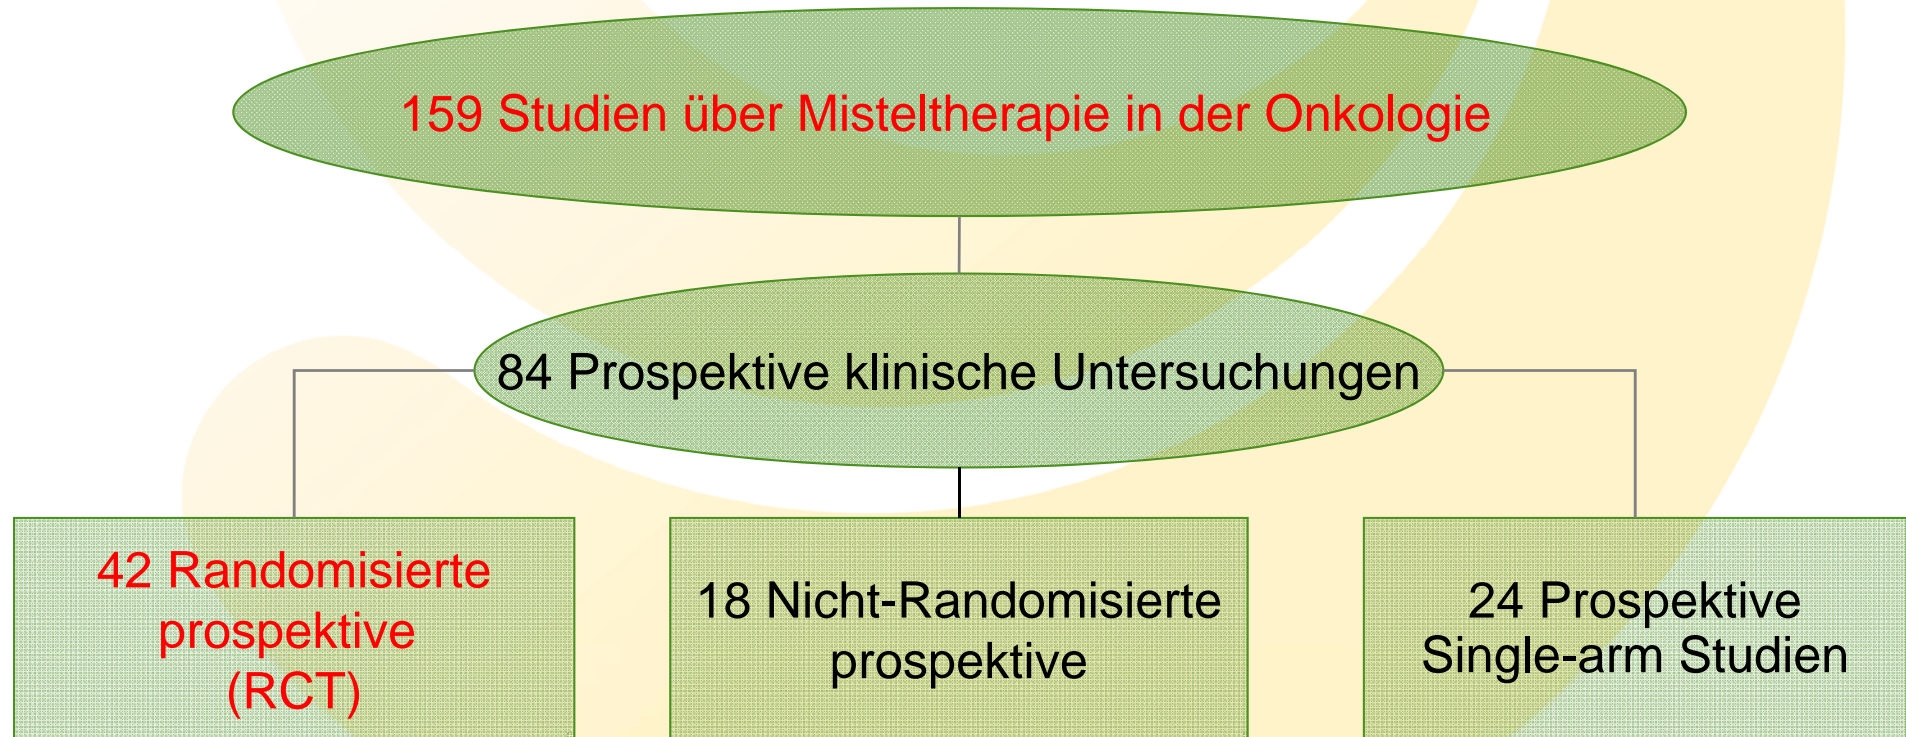 159 Studien über Misteltherapie in der Onkologie
84 Prospektive klinische Untersuchungen
42 Randomisierte
prospektive
(RCT)
18 Nicht-Randomisierte
prospektive
24 Prospektive
Single-arm Studien